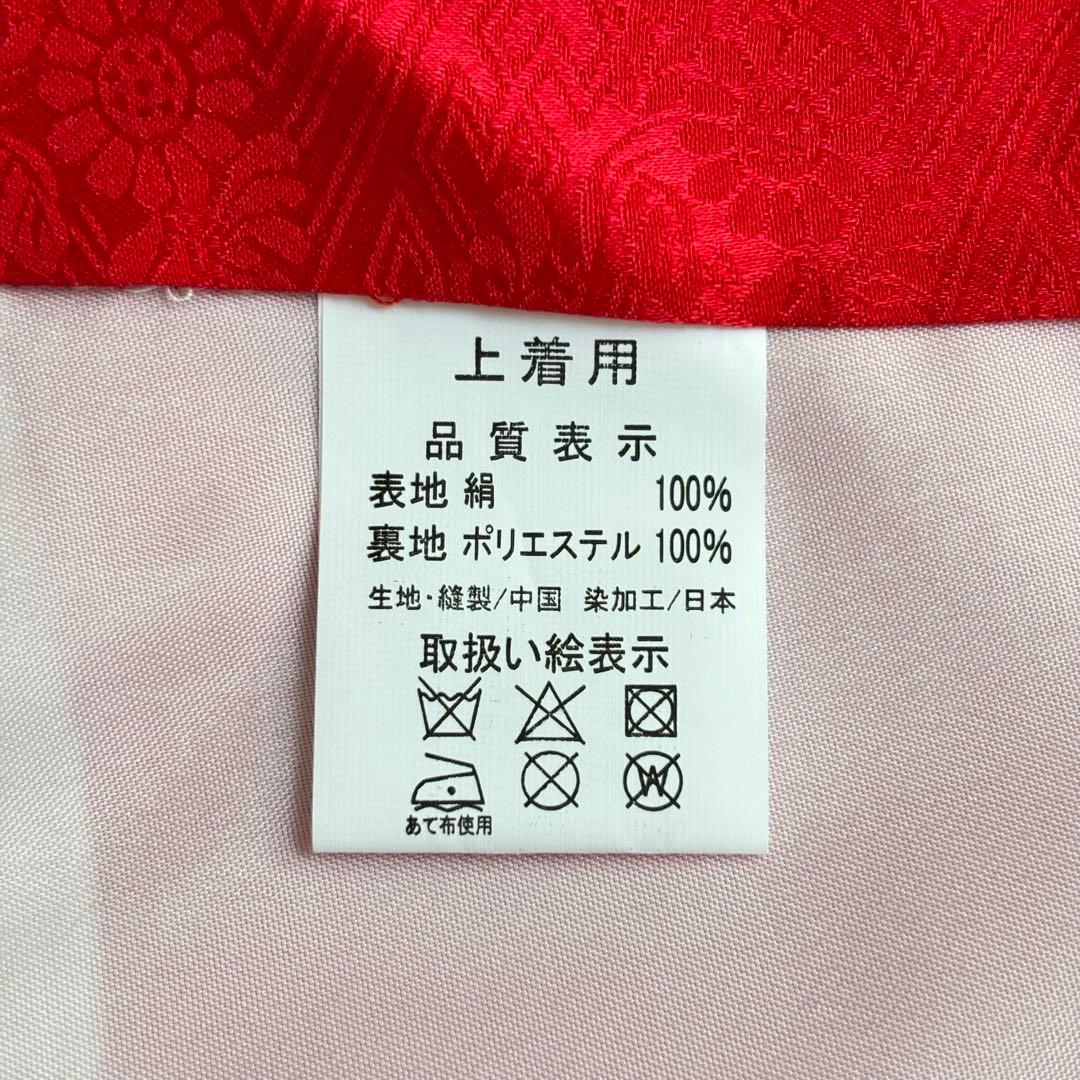 上着用
品質表示
表地 絹 100%
裏地 ポリエステル 100%
生地・縫製/中国 染加工/日本
取扱い絵表示
W
あて布使用